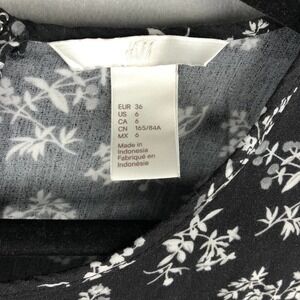 H&M
EUR 36
US 6
CA 6
CN 165/84A
MX 6
Made in
Indonesia
Fabriqué en
Indonésie